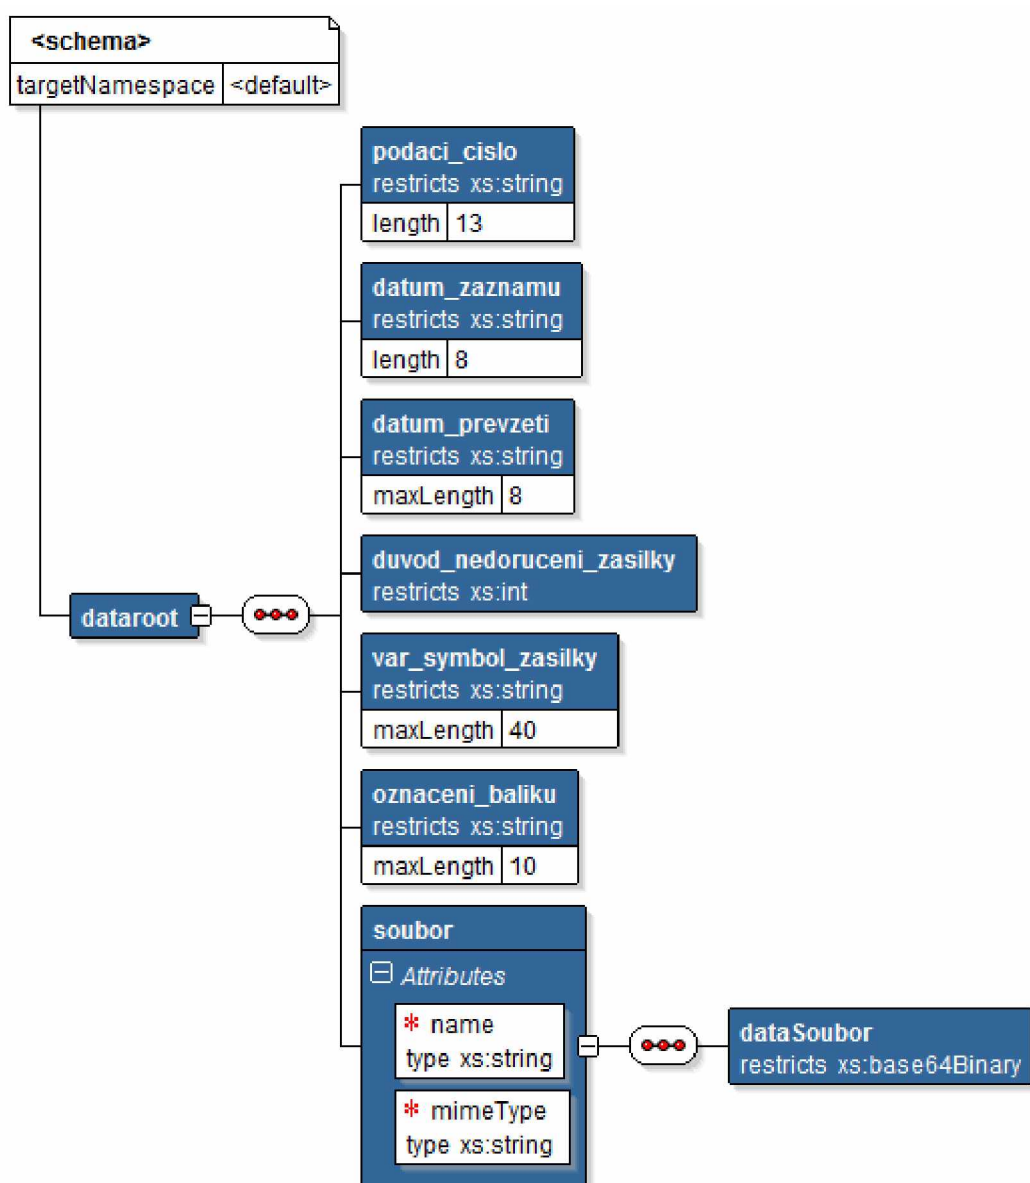 <schema>
targetNamespace <default>
podaci_cislo
restricts xs:string
length 13
datum_zaznamu
restricts xs:string
length 8
datum_prevzeti
restricts xs:string
maxLength 8
duvod_nedoruceni_zasilky
restricts xs:int
dataroot
var_symbol_zasilky
restricts xs:string
maxLength 40
oznaceni_baliku
restricts xs:string
maxLength 10
soubor
Attributes
* name
type xs:string
dataSoubor
restricts xs:base64Binary
* mimeType
type xs:string